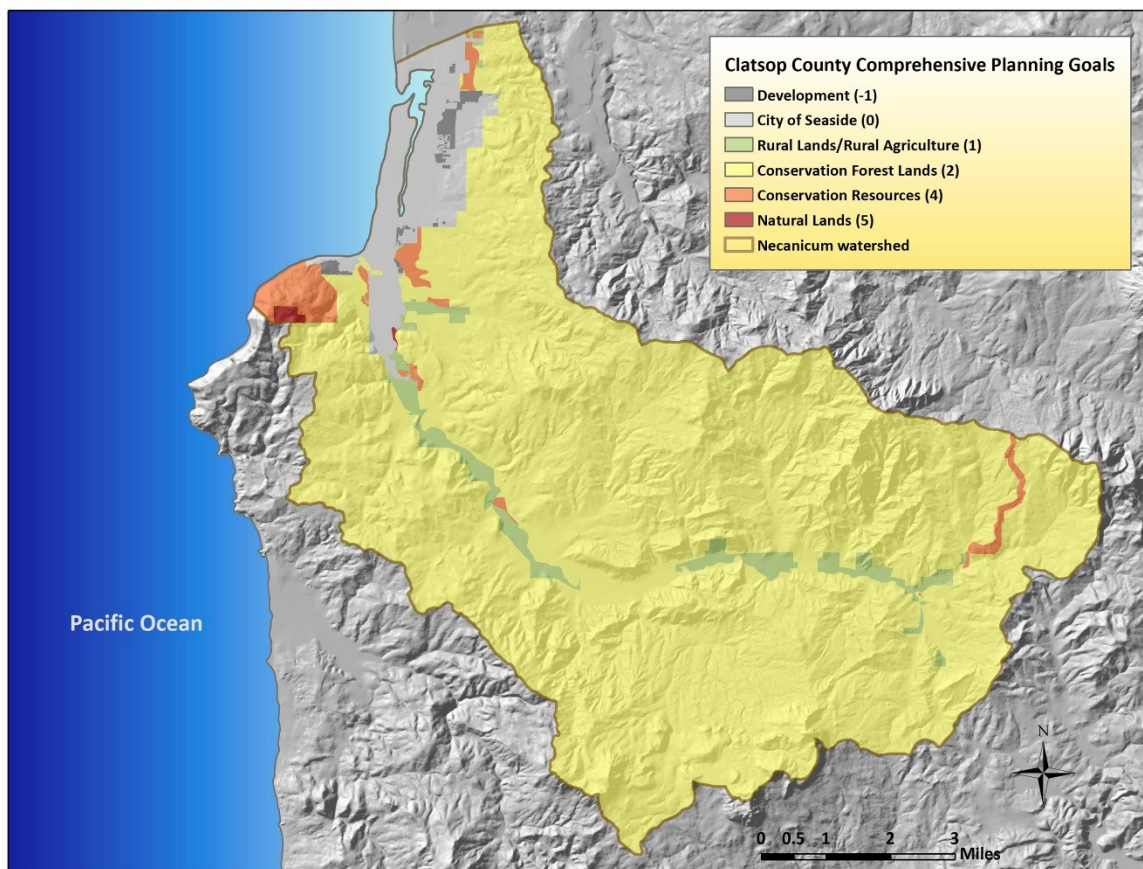 Clatsop County Comprehensive Planning Goals
Development (-1)
City of Seaside (0)
Rural Lands/Rural Agriculture (1)
Conservation Forest Lands (2)
Conservation Resources (4)
Natural Lands (5)
Necanicum watershed
Pacific Ocean
N
0 0.5 1 2 3
Miles